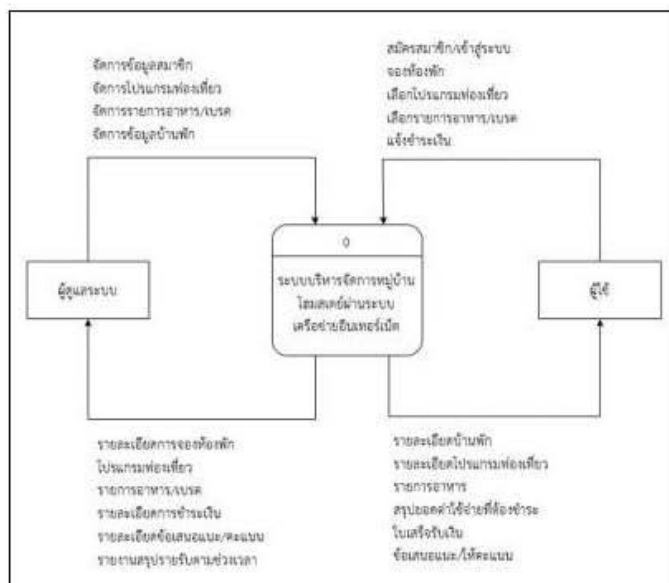 จัดการข้อมูลสมาชิก
จัดการโปรแกรมท่องเที่ยว
จัดการรายการอาหาร/เบรค
จัดการข้อมูลบ้านพัก
สมัครสมาชิก/เข้าสู่ระบบ
จองห้องพัก
เลือกโปรแกรมท่องเที่ยว
เลือกรายการอาหาร/เบรค
แจ้งชำระเงิน
0
ระบบบริหารจัดการหมู่บ้าน
โฮมสเตย์ผ่านระบบ
เครือข่ายอินเทอร์เน็ต
ผู้ดูแลระบบ
ผู้ใช้
รายละเอียดการจองห้องพัก
โปรแกรมท่องเที่ยว
รายการอาหาร/เบรค
รายละเอียดการชำระเงิน
รายละเอียดข้อเสนอแนะ/คะแนน
รายงานสรุปรายรับตามช่วงเวลา
รายละเอียดบ้านพัก
รายละเอียดโปรแกรมท่องเที่ยว
รายการอาหาร
สรุปยอดค่าใช้จ่ายที่ต้องชำระ
ใบเสร็จรับเงิน
ข้อเสนอแนะ/ให้คะแนน